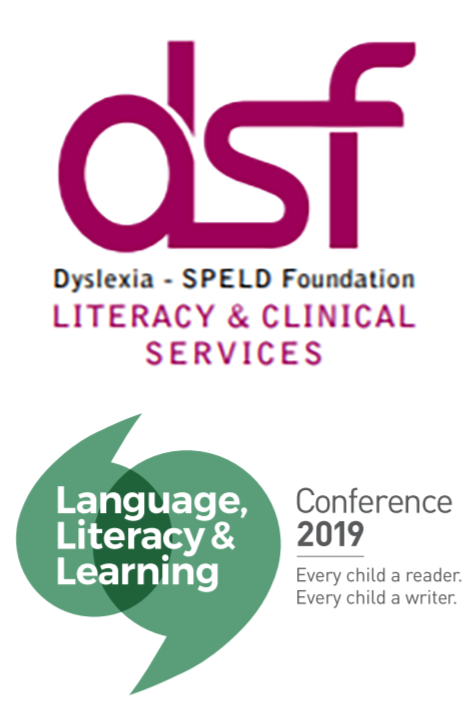 dsf
Dyslexia - SPELD Foundation
LITERACY & CLINICAL
SERVICES
Language,
Literacy &
Learning
Conference
2019
Every child a reader.
Every child a writer.